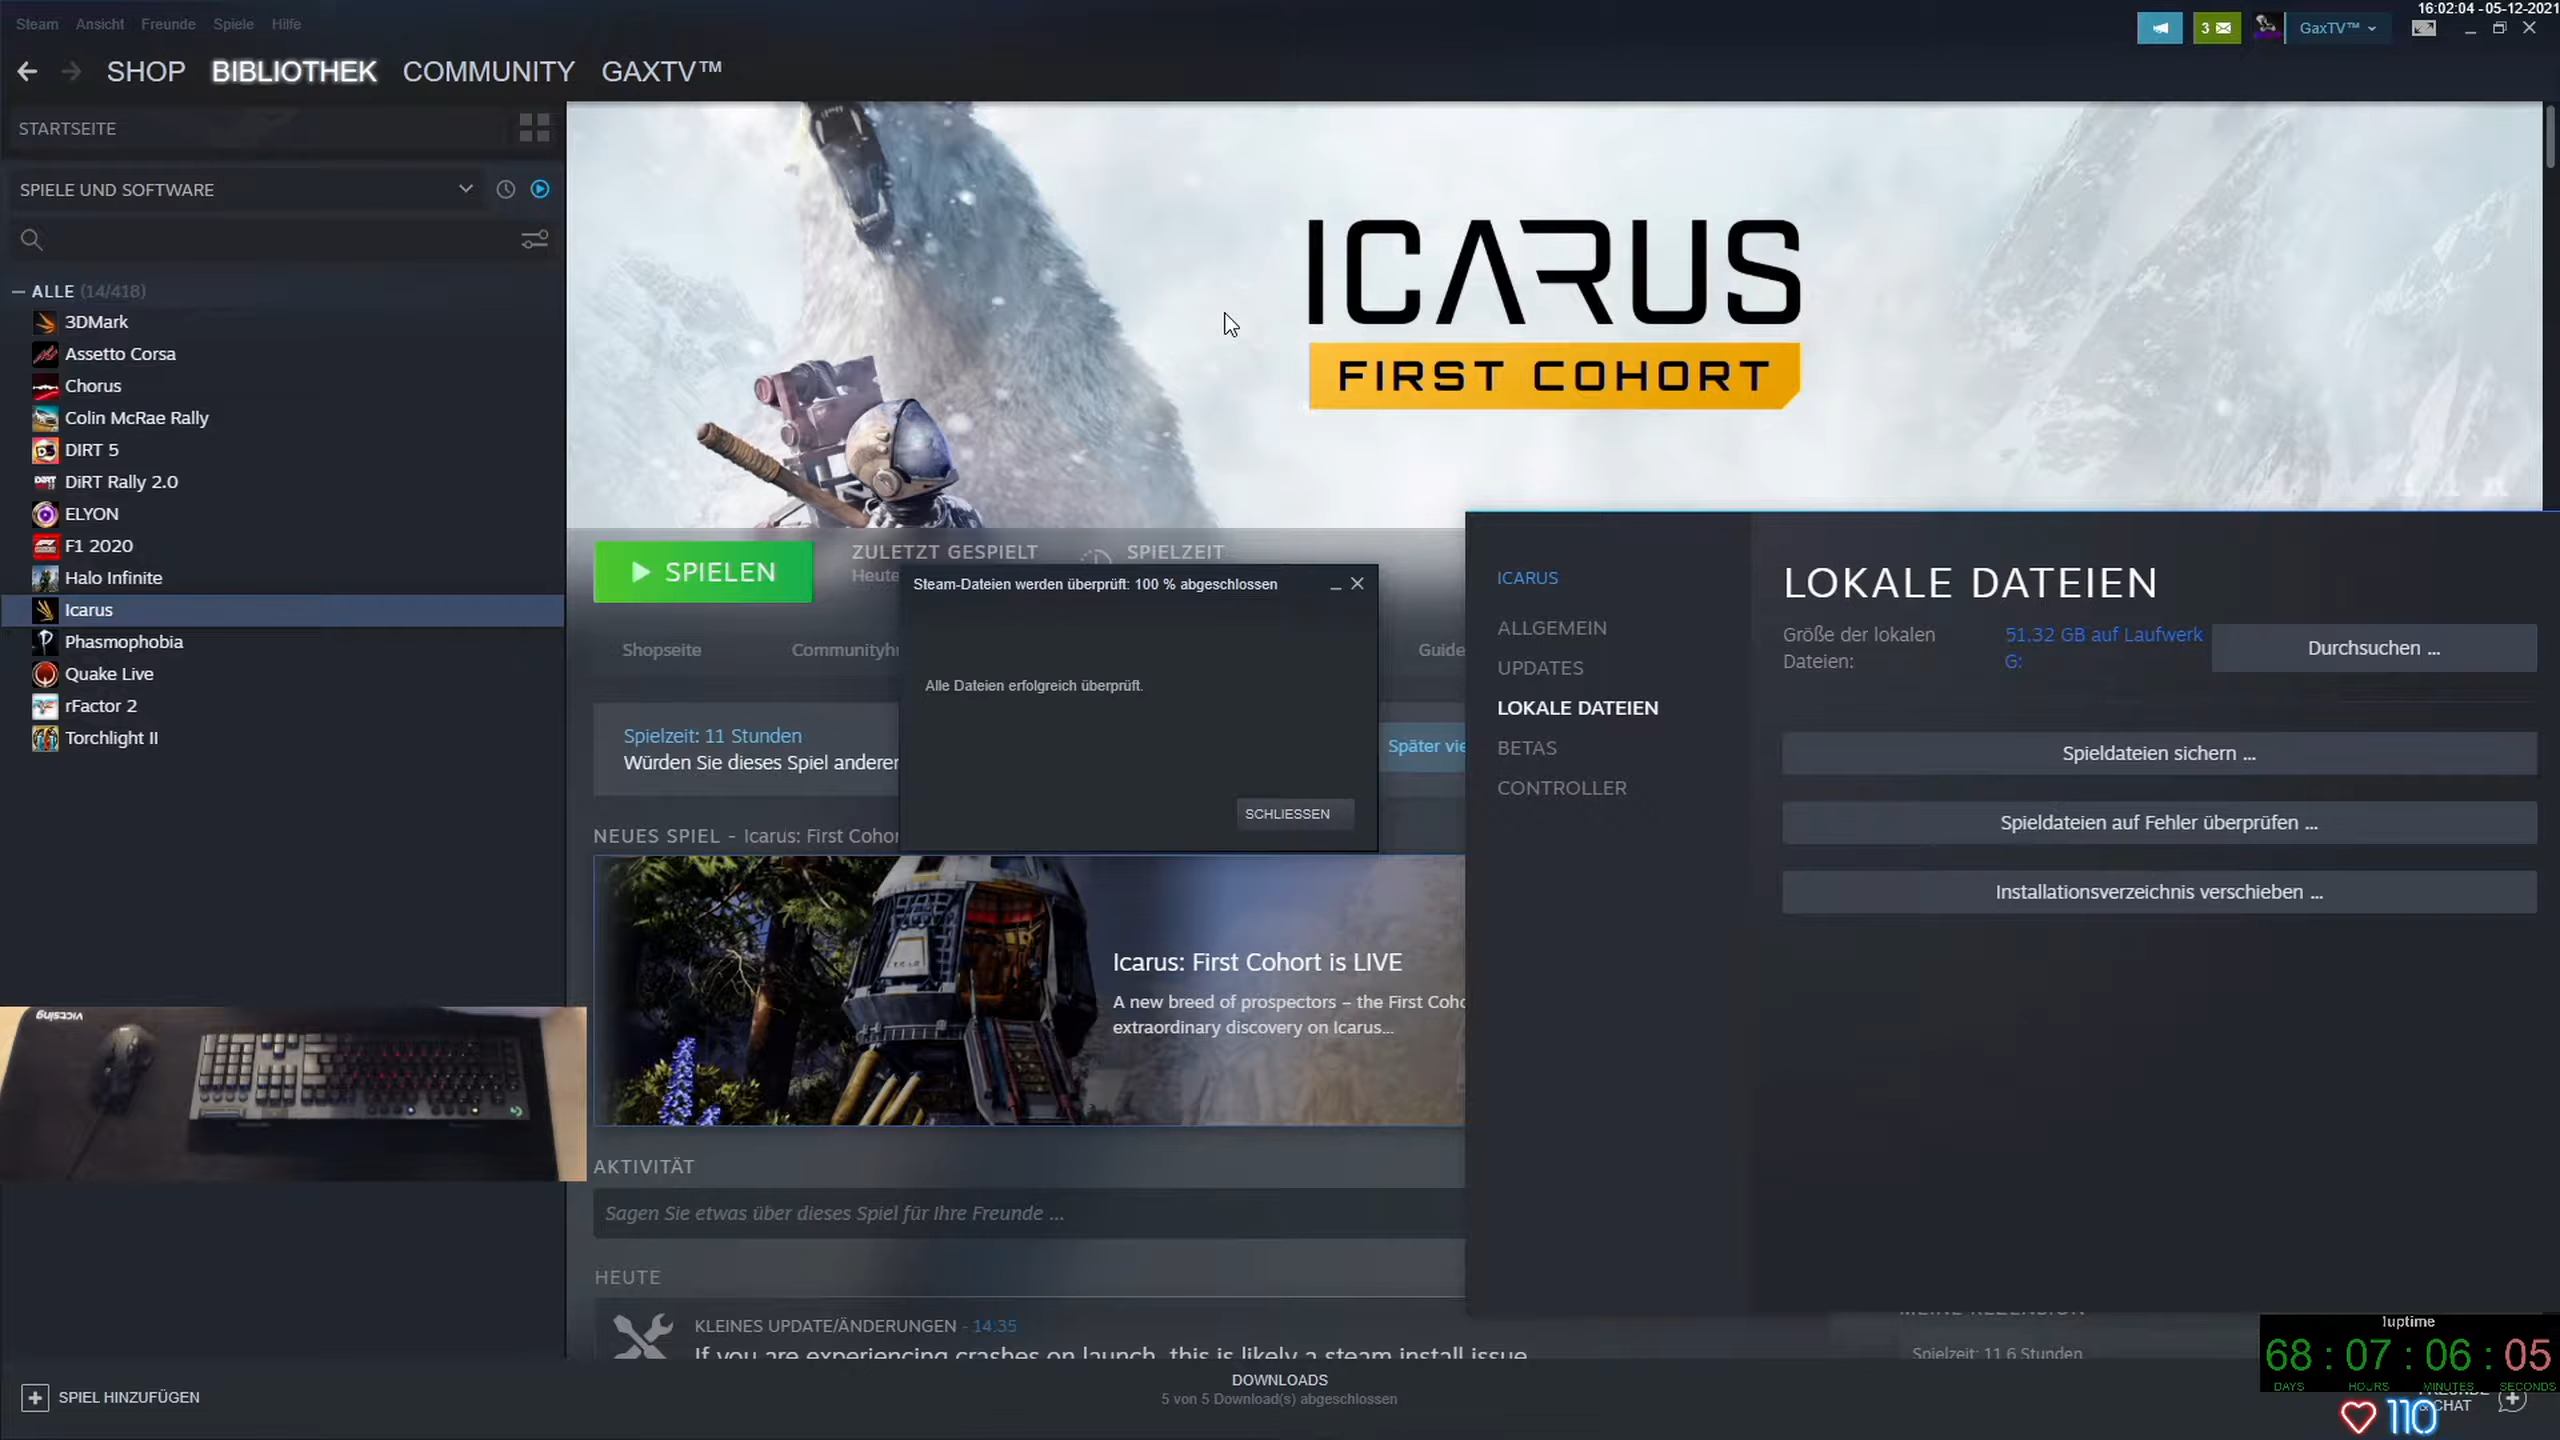 16:02:04 - 05-12-2021
Steam Ansicht Freunde Spiele Hilfe
3
GaxTV™
SHOP BIBLIOTHEK COMMUNITY GAXTV™
STARTSEITE
SPIELE UND SOFTWARE
ALLE (14/418)
3DMark
Assetto Corsa
Chorus
Colin McRae Rally
DIRT 5
DiRT Rally 2.0
ELYON
F1 2020
Halo Infinite
Icarus
Phasmophobia
Quake Live
rFactor 2
Torchlight II
SPIEL HINZUFÜGEN
ICARUS
FIRST COHORT
SPIELEN
ZULETZT GESPIELT
Heute
SPIELZEIT
Shopseite
Communityhu
Guide
Spielzeit: 11 Stunden
Würden Sie dieses Spiel anderer
Später vie
Steam-Dateien werden überprüft: 100 % abgeschlossen
Alle Dateien erfolgreich überprüft.
SCHLIESSEN
NEUES SPIEL - Icarus: First Cohor
Icarus: First Cohort is LIVE
A new breed of prospectors – the First Coho
extraordinary discovery on Icarus...
AKTIVITÄT
Sagen Sie etwas über dieses Spiel für Ihre Freunde ...
HEUTE
KLEINES UPDATE/ÄNDERUNGEN - 14:35
If you are experiencing crashes on launch, this is likely a steam install issue
DOWNLOADS
5 von 5 Download(s) abgeschlossen
ICARUS
ALLGEMEIN
UPDATES
LOKALE DATEIEN
BETAS
CONTROLLER
LOKALE DATEIEN
Größe der lokalen
Dateien:
51,32 GB auf Laufwerk
G:
Durchsuchen ...
Spieldateien sichern ...
Spieldateien auf Fehler überprüfen ...
Installationsverzeichnis verschieben ...
MEINE REZENSION
Spielzeit: 11,6 Stunden
!uptime
68 : 07 : 06 : 05
DAYS HOURS MINUTES SECONDS
& CHAT
110
victsing